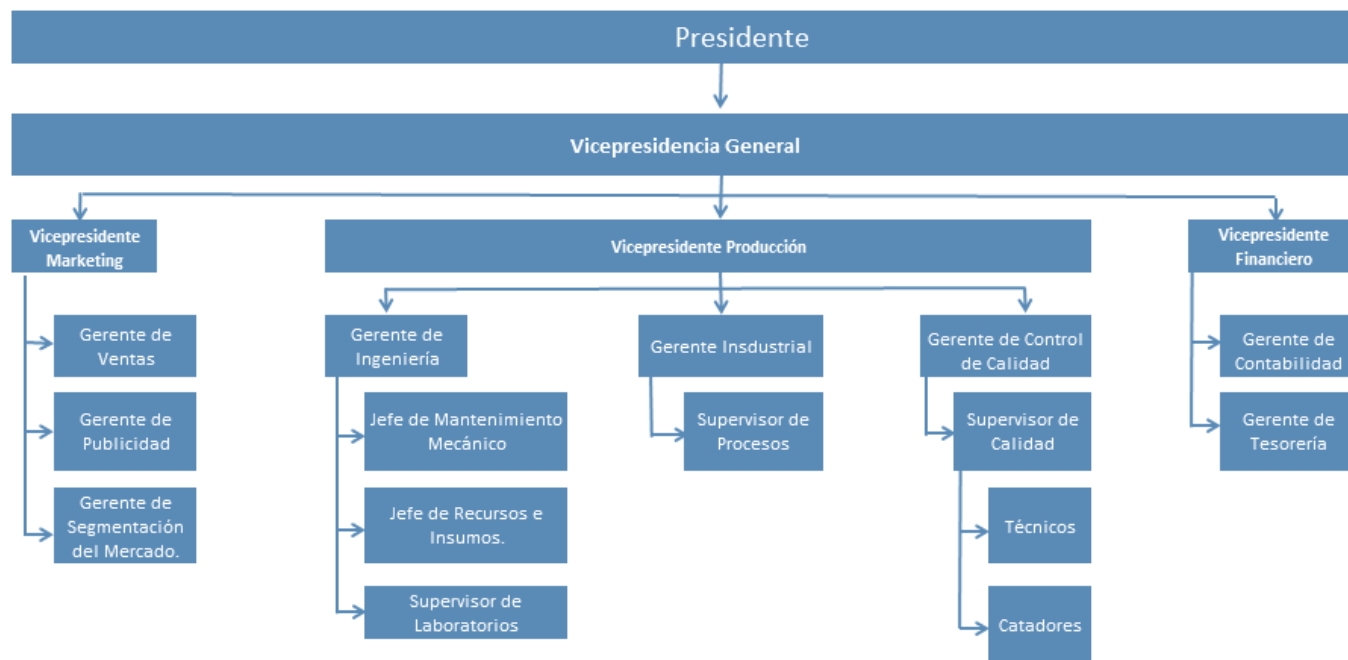 Presidente
Vicepresidencia General
Vicepresidente
Marketing
Vicepresidente Producción
Vicepresidente
Financiero
Gerente de
Ventas
Gerente de
Publicidad
Gerente de
Segmentación
del Mercado.
Gerente de
Ingeniería
Jefe de Mantenimiento
Mecánico
Jefe de Recursos e
Insumos.
Supervisor de
Laboratorios
Gerente Insdustrial
Supervisor de
Procesos
Gerente de Control
de Calidad
Supervisor de
Calidad
Técnicos
Catadores
Gerente de
Contabilidad
Gerente de
Tesorería